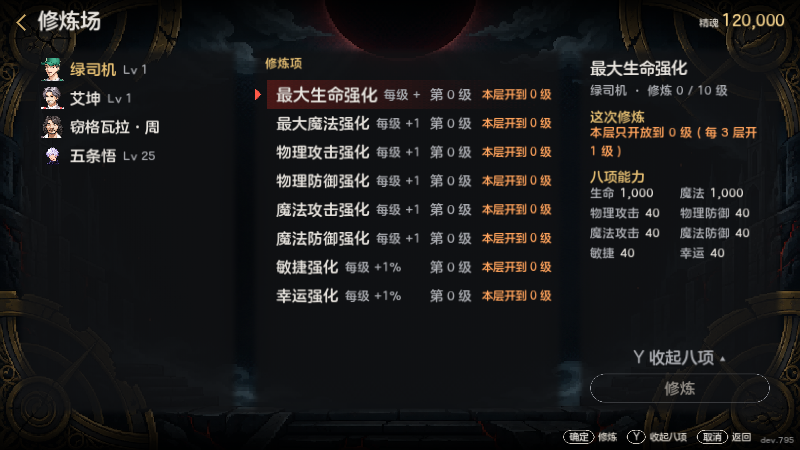 修炼场
精魂 120,000
绿司机 Lv 1
艾坤 Lv 1
窃格瓦拉・周
五条悟 Lv 25
修炼项
最大生命强化 每级 + 第 0 级 本层开到 0 级
最大魔法强化 每级 +1 第 0 级 本层开到 0 级
物理攻击强化 每级 +1 第 0 级 本层开到 0 级
物理防御强化 每级 +1 第 0 级 本层开到 0 级
魔法攻击强化 每级 +1 第 0 级 本层开到 0 级
魔法防御强化 每级 +1 第 0 级 本层开到 0 级
敏捷强化 每级 +1% 第 0 级 本层开到 0 级
幸运强化 每级 +1% 第 0 级 本层开到 0 级
最大生命强化
绿司机 · 修炼 0 / 10 级
这次修炼
本层只开放到 0 级（每 3 层开
1 级）
八项能力
生命 1,000 魔法 1,000
物理攻击 40 物理防御 40
魔法攻击 40 魔法防御 40
敏捷 40 幸运 40
Y 收起八项 ▴
修炼
确定 修炼 Y 收起八项 取消 返回 dev.795